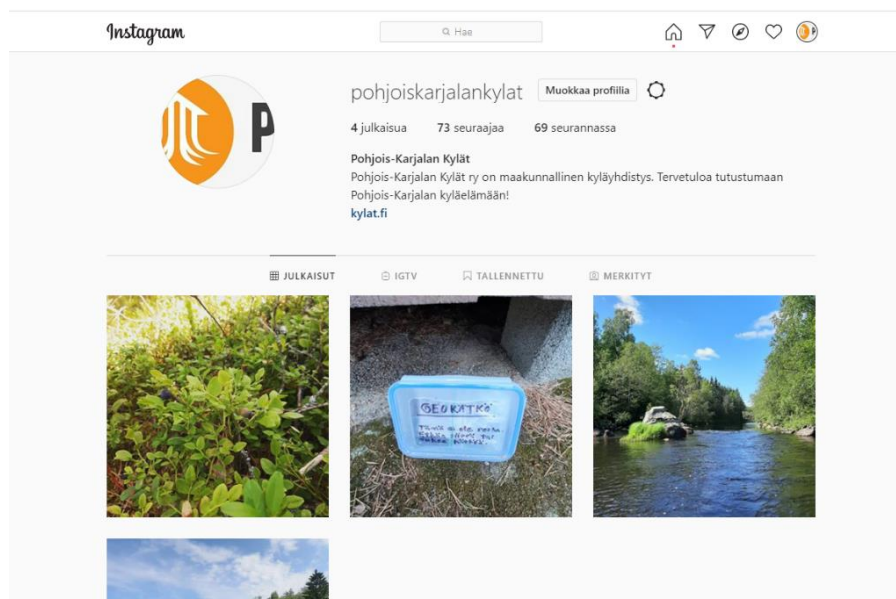 Instagram
Hae
P
P
pohjoiskarjalankylat Muokkaa profiilia
4 julkaisua 73 seuraajaa 69 seurannassa
Pohjois-Karjalan Kylät
Pohjois-Karjalan Kylät ry on maakunnallinen kyläyhdistys. Tervetuloa tutustumaan
Pohjois-Karjalan kyläelämään!
kylat.fi
JULKAISUT IGTV TALLENNETTU MERKITYT
GEOKÄTKÖ